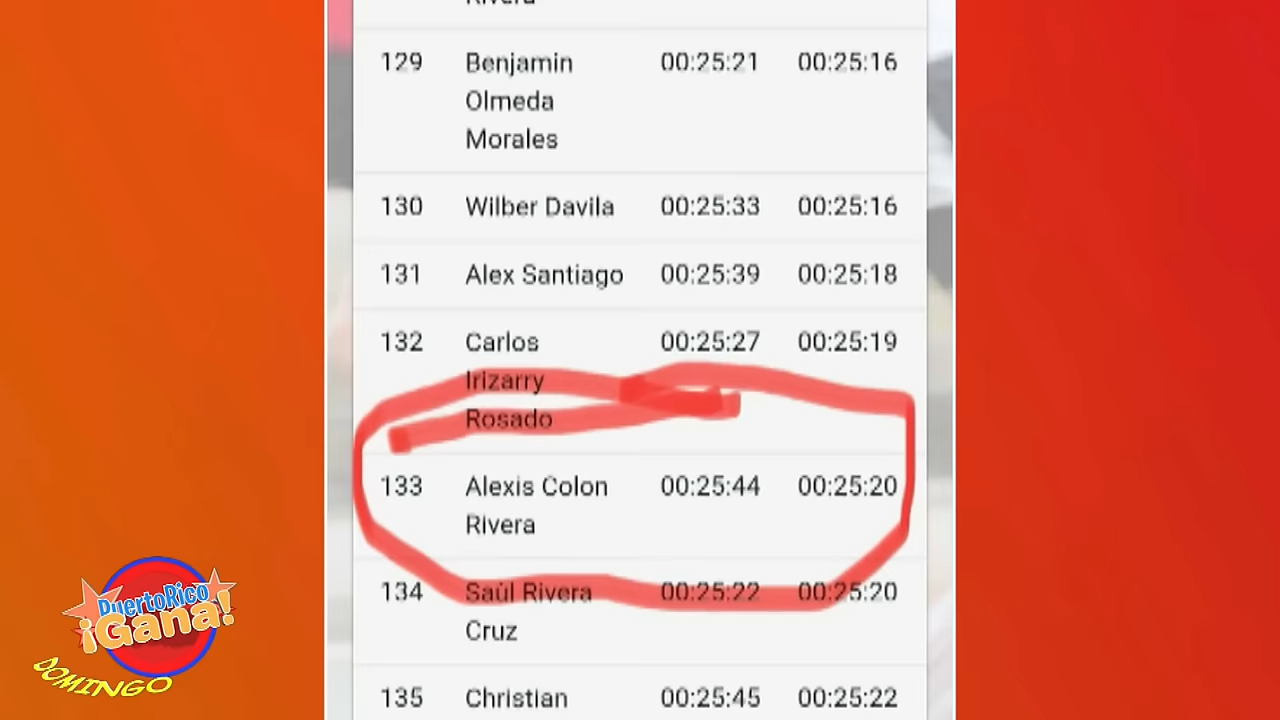 Rivera
129 Benjamin 00:25:21 00:25:16
Olmeda
Morales
130 Wilber Davila 00:25:33 00:25:16
131 Alex Santiago 00:25:39 00:25:18
132 Carlos 00:25:27 00:25:19
Irizarry
Rosado
133 Alexis Colon 00:25:44 00:25:20
Rivera
134 Saúl Rivera 00:25:22 00:25:20
Cruz
135 Christian 00:25:45 00:25:22
PuertoRico
¡Gana!
DOMINGO